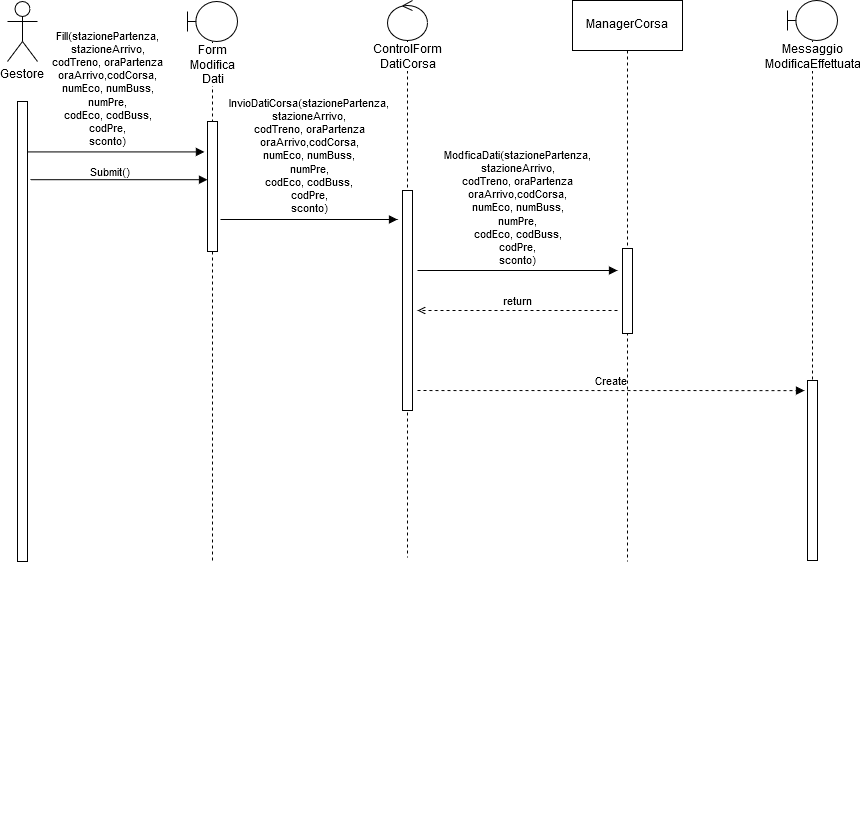 Gestore
Form
Modifica
Dati
ControlForm
DatiCorsa
ManagerCorsa
Messaggio
ModificaEffettuata
Fill(stazionePartenza,
stazioneArrivo,
codTreno, oraPartenza
oraArrivo,codCorsa,
numEco, numBuss,
numPre,
codEco, codBuss,
codPre,
sconto)
Submit()
InvioDatiCorsa(stazionePartenza,
stazioneArrivo,
codTreno, oraPartenza
oraArrivo,codCorsa,
numEco, numBuss,
numPre,
codEco, codBuss,
codPre,
sconto)
ModficaDati(stazionePartenza,
stazioneArrivo,
codTreno, oraPartenza
oraArrivo,codCorsa,
numEco, numBuss,
numPre,
codEco, codBuss,
codPre,
sconto)
return
Create